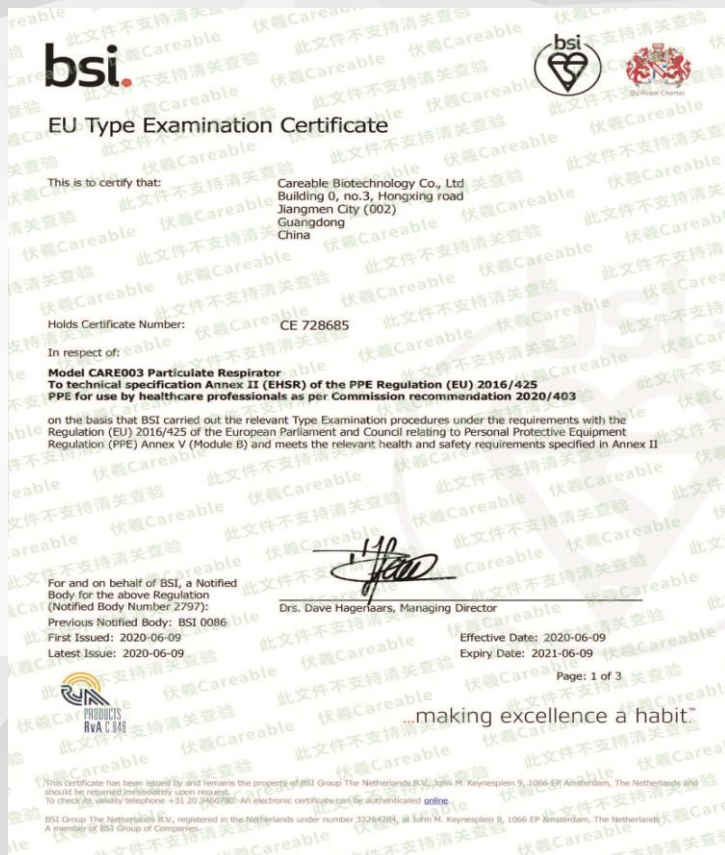 bsi.
bsi
By Royal Charter
EU Type Examination Certificate
This is to certify that:
Careable Biotechnology Co., Ltd
Building 0, no.3, Hongxing road
Jiangmen City (002)
Guangdong
China
Holds Certificate Number:
CE 728685
In respect of:
Model CARE003 Particulate Respirator
To technical specification Annex II (EHSR) of the PPE Regulation (EU) 2016/425
PPE for use by healthcare professionals as per Commission recommendation 2020/403
on the basis that BSI carried out the relevant Type Examination procedures under the requirements with the
Regulation (EU) 2016/425 of the European Parliament and Council relating to Personal Protective Equipment
Regulation (PPE) Annex V (Module B) and meets the relevant health and safety requirements specified in Annex II
For and on behalf of BSI, a Notified
Body for the above Regulation
(Notified Body Number 2797):
Drs. Dave Hagenaars, Managing Director
Previous Notified Body: BSI 0086
First Issued: 2020-06-09
Effective Date: 2020-06-09
Latest Issue: 2020-06-09
Expiry Date: 2021-06-09
Page: 1 of 3
PRODUCTS
RvA C 646
...making excellence a habit.™
This certificate has been issued by and remains the property of BSI Group The Netherlands B.V., John M. Keynesplein 9, 1066 EP Amsterdam, The Netherlands and
should be returned immediately upon request.
To check its validity telephone +31 20 3460780. An electronic certificate can be authenticated online
BSI Group The Netherlands B.V., registered in the Netherlands under number 33264284, at John M. Keynesplein 9, 1066 EP Amsterdam, The Netherlands
A member of BSI Group of Companies.
伏羲Careable
此文件不支持清关查验